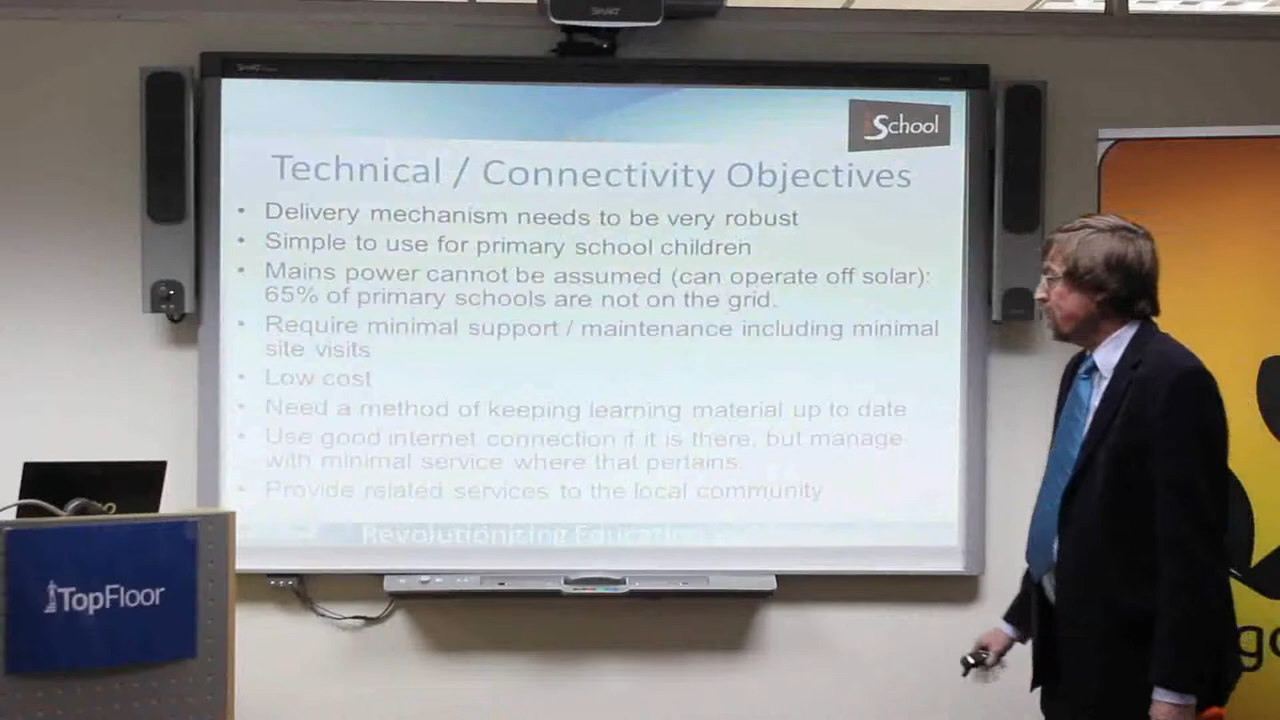 SMART
iSchool
Technical / Connectivity Objectives
• Delivery mechanism needs to be very robust
• Simple to use for primary school children
• Mains power cannot be assumed (can operate off solar):
65% of primary schools are not on the grid.
• Require minimal support / maintenance including minimal
site visits
• Low cost
• Need a method of keeping learning material up to date
• Use good internet connection if it is there, but manage
with minimal service where that pertains.
• Provide related services to the local community
Revolutionizing Education
TopFloor
go